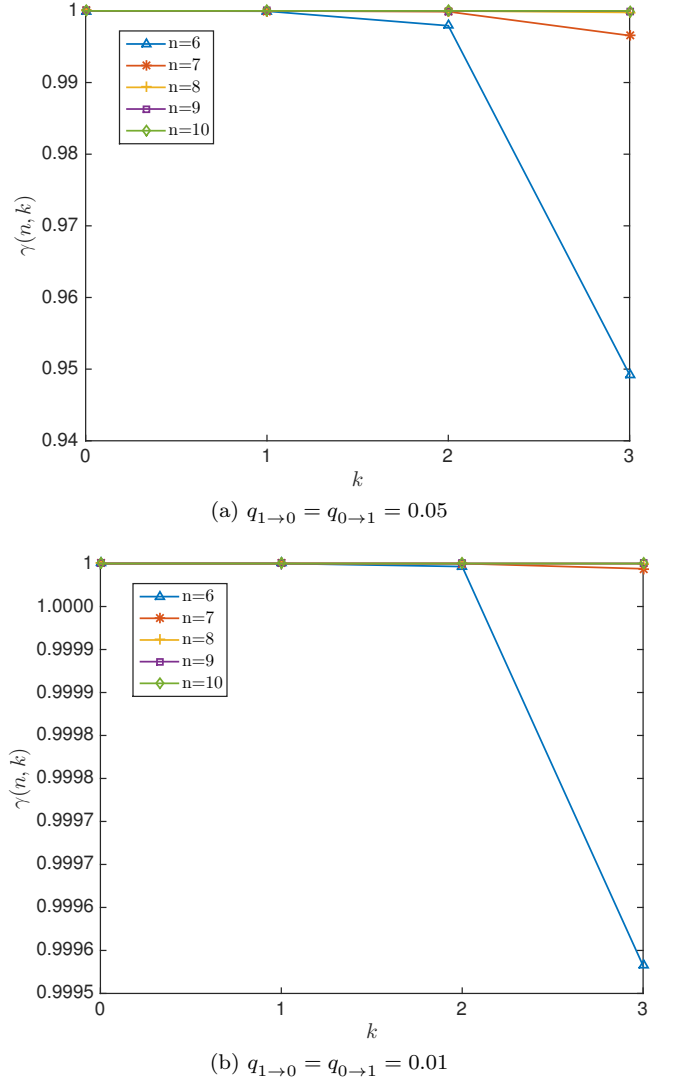 1
0.99
0.98
0.97
0.96
0.95
0.94
γ(n, k)
n=6
n=7
n=8
n=9
n=10
0 1 2 3
k
(a) q1→0 = q0→1 = 0.05
1
1.0000
0.9999
0.9999
0.9998
0.9998
0.9997
0.9997
0.9996
0.9996
0.9995
γ(n, k)
n=6
n=7
n=8
n=9
n=10
0 1 2 3
k
(b) q1→0 = q0→1 = 0.01